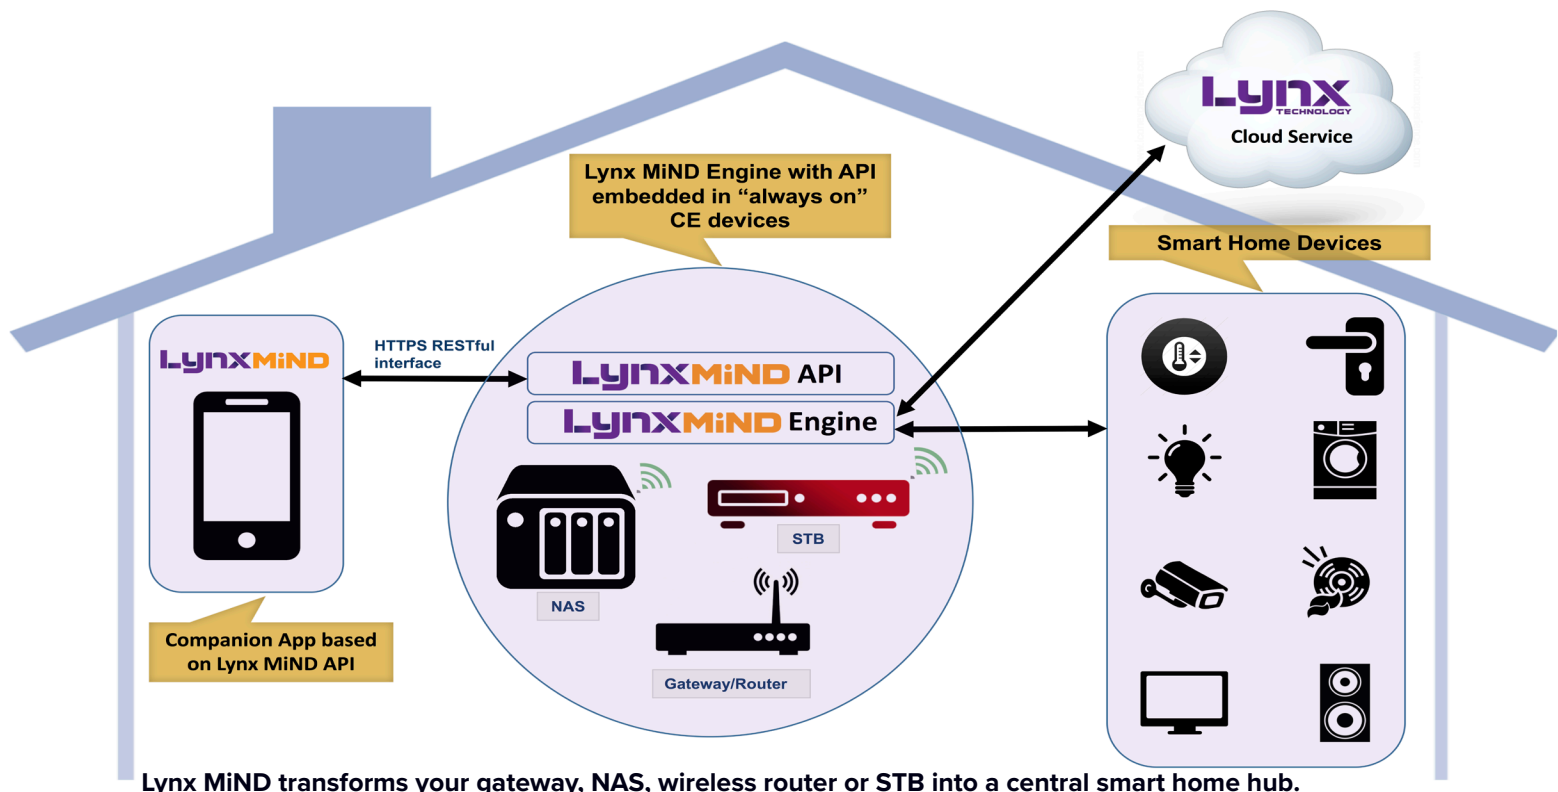 Lynx
TECHNOLOGY
Cloud Service
Lynx MiND Engine with API
embedded in “always on”
CE devices
Smart Home Devices
LynxMiND
HTTPS RESTful
interface
LynxMiND API
LynxMiND Engine
STB
NAS
Gateway/Router
Companion App based
on Lynx MiND API
Lynx MiND transforms your gateway, NAS, wireless router or STB into a central smart home hub.